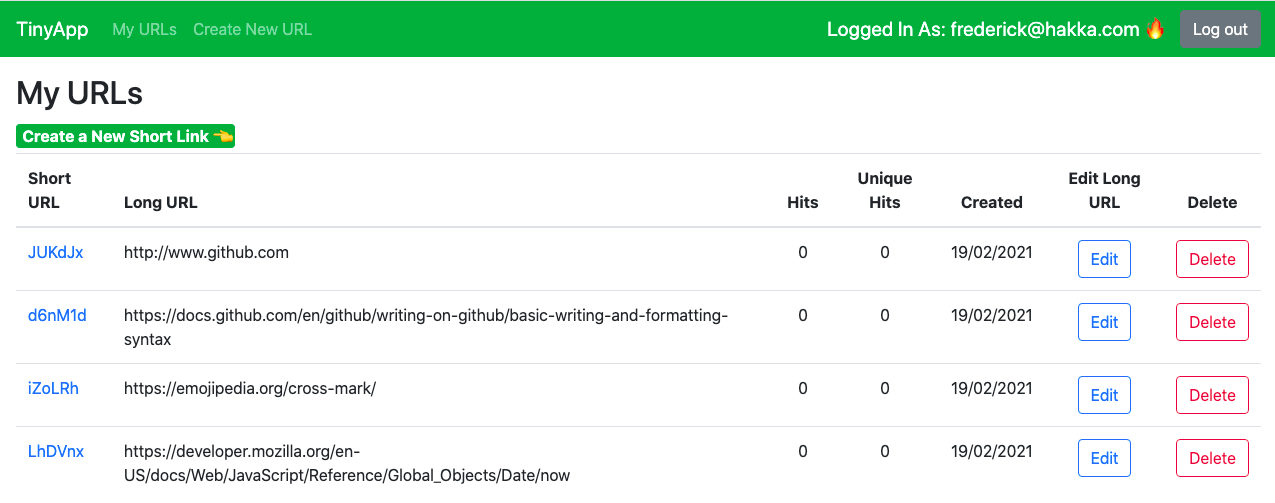 TinyApp My URLs Create New URL Logged In As: frederick@hakka.com 🔥 Log out
My URLs
Create a New Short Link 👈
Short URL Long URL Hits Unique Hits Created Edit Long URL Delete
JUKdJx http://www.github.com 0 0 19/02/2021 Edit Delete
d6nM1d https://docs.github.com/en/github/writing-on-github/basic-writing-and-formatting- 0 0 19/02/2021 Edit Delete
syntax
iZoLRh https://emojipedia.org/cross-mark/ 0 0 19/02/2021 Edit Delete
LhDVnx https://developer.mozilla.org/en- 0 0 19/02/2021 Edit Delete
US/docs/Web/JavaScript/Reference/Global_Objects/Date/now